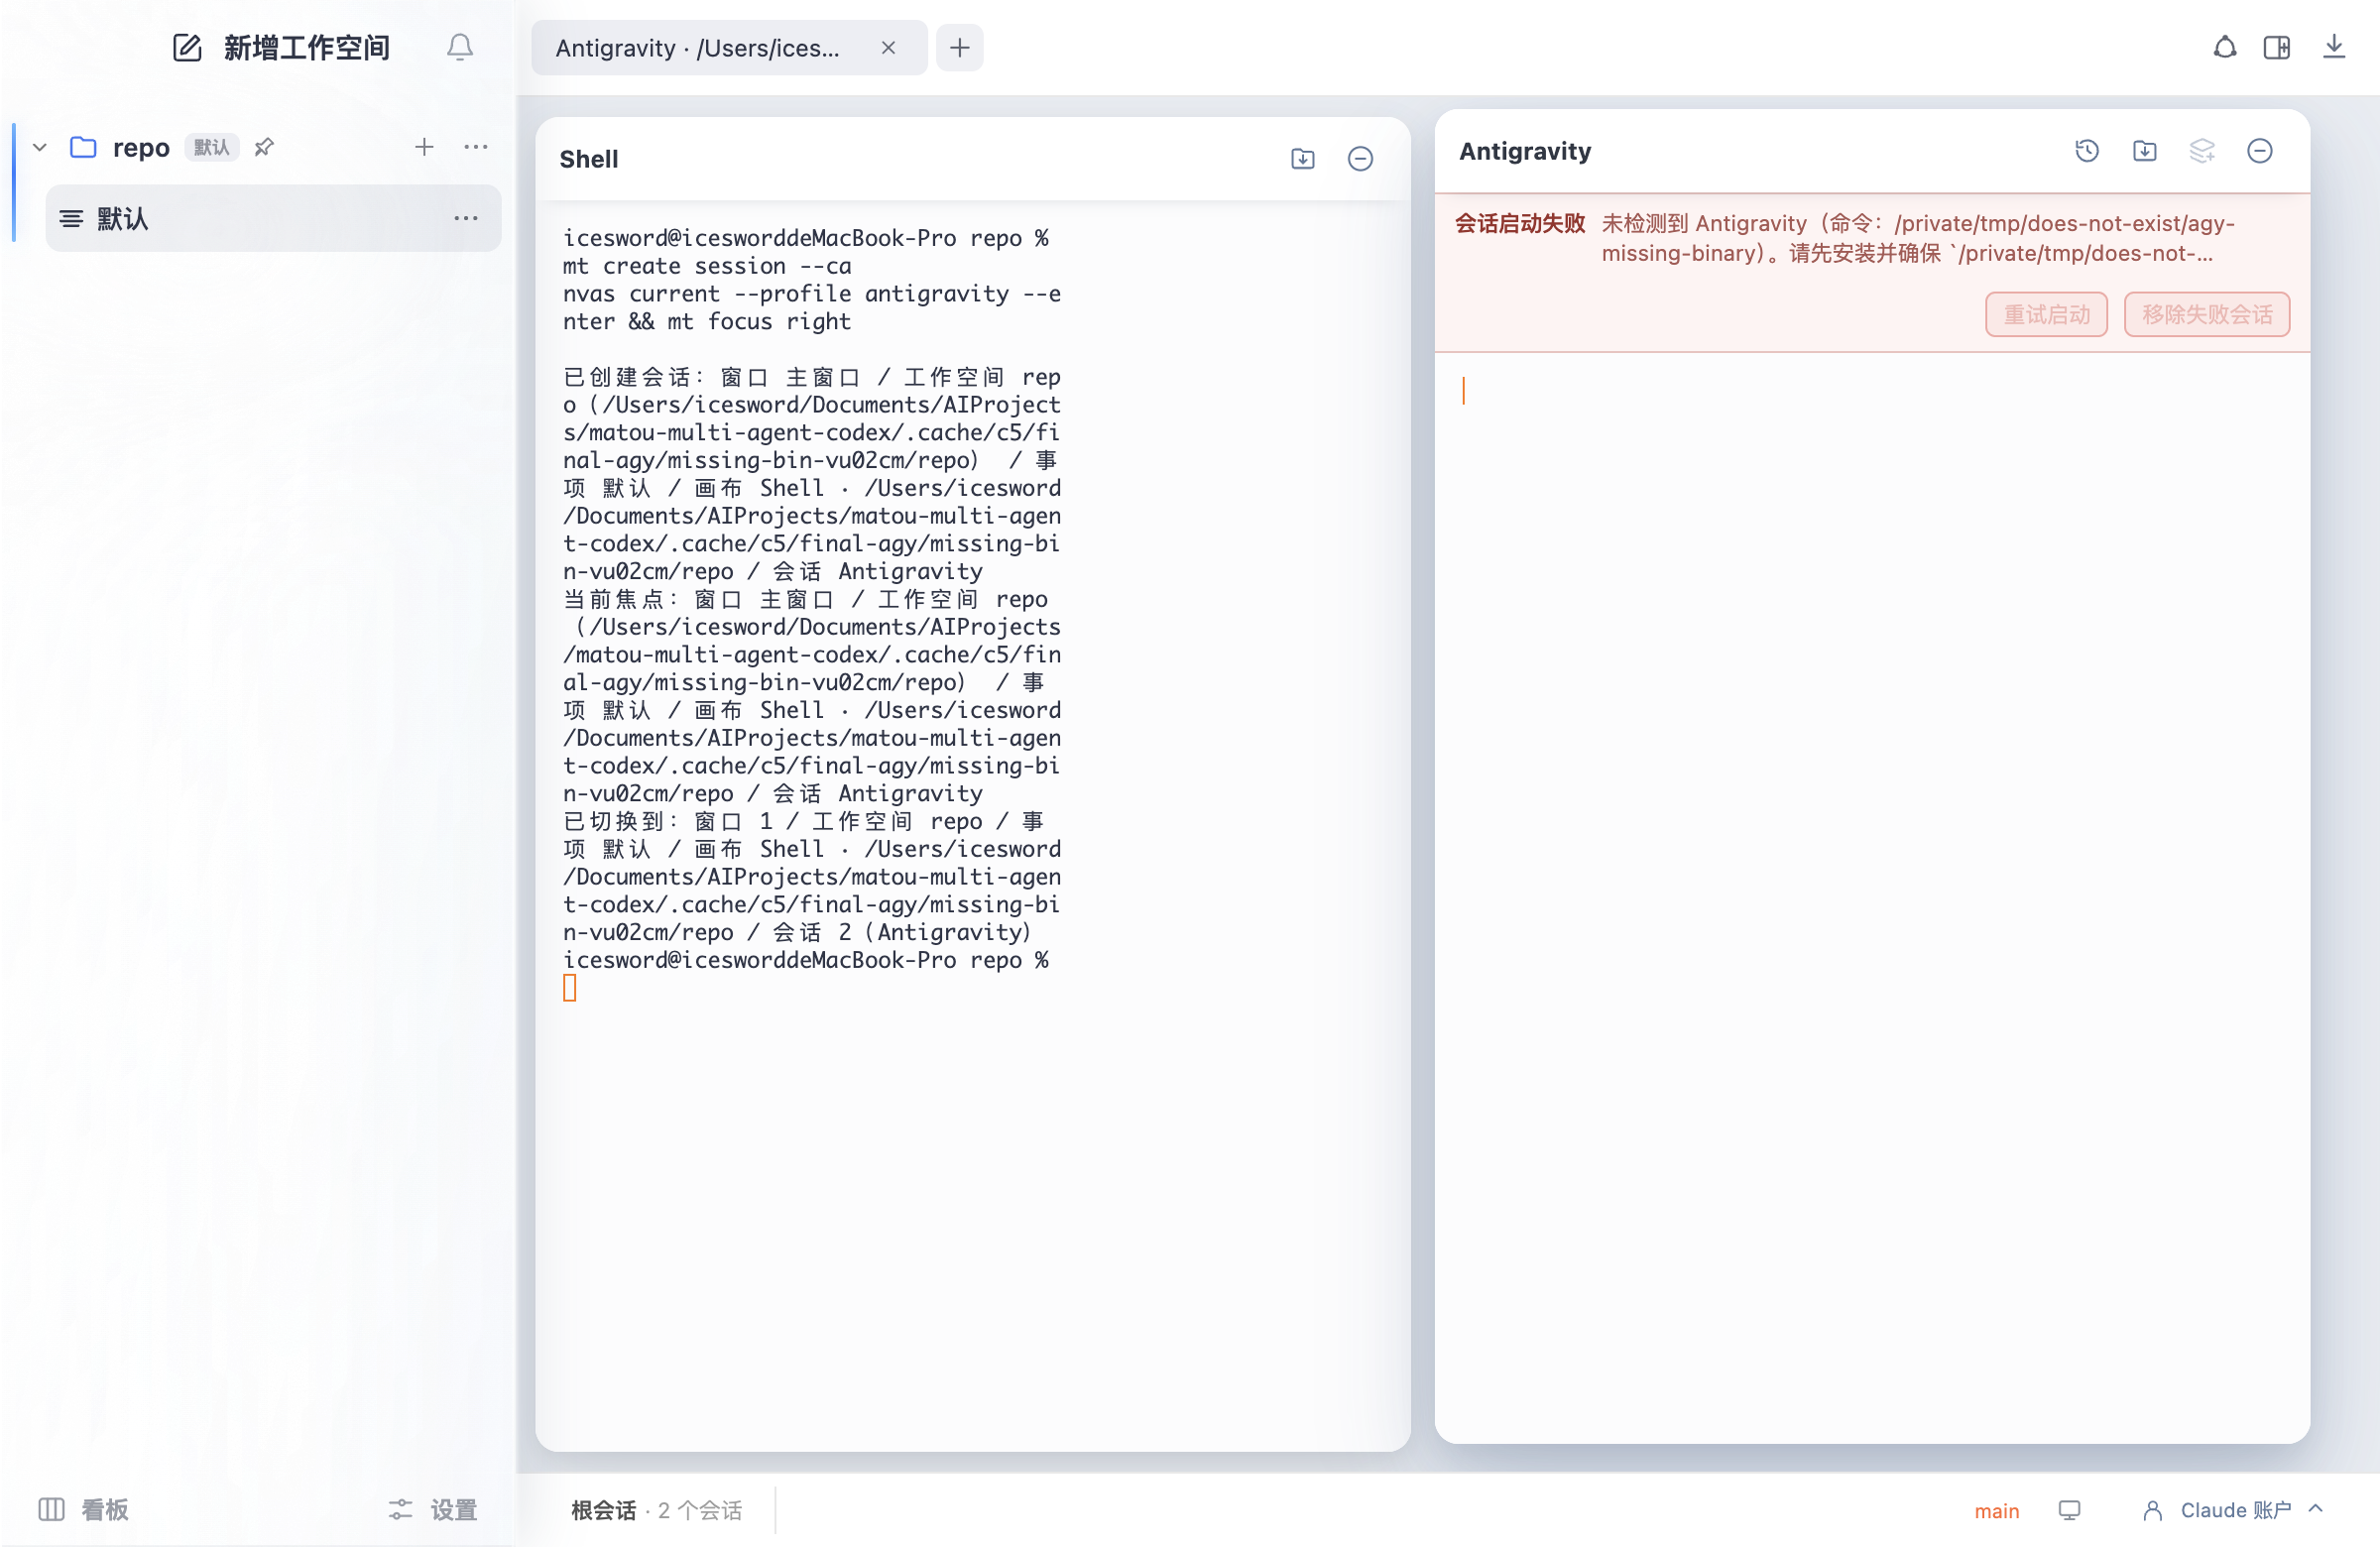 新增工作空间
Antigravity · /Users/ices...
repo 默认
默认
Shell
icesword@icesworddeMacBook-Pro repo %
mt create session --ca
nvas current --profile antigravity --e
nter && mt focus right
已创建会话：窗口 主窗口 / 工作空间 rep
o（/Users/icesword/Documents/AIProject
s/matou-multi-agent-codex/.cache/c5/fi
nal-agy/missing-bin-vu02cm/repo） / 事
项 默认 / 画布 Shell · /Users/icesword
/Documents/AIProjects/matou-multi-agen
t-codex/.cache/c5/final-agy/missing-bi
n-vu02cm/repo / 会话 Antigravity
当前焦点：窗口 主窗口 / 工作空间 repo
（/Users/icesword/Documents/AIProjects
/matou-multi-agent-codex/.cache/c5/fin
al-agy/missing-bin-vu02cm/repo） / 事
项 默认 / 画布 Shell · /Users/icesword
/Documents/AIProjects/matou-multi-agen
t-codex/.cache/c5/final-agy/missing-bi
n-vu02cm/repo / 会话 Antigravity
已切换到：窗口 1 / 工作空间 repo / 事
项 默认 / 画布 Shell · /Users/icesword
/Documents/AIProjects/matou-multi-agen
t-codex/.cache/c5/final-agy/missing-bi
n-vu02cm/repo / 会话 2（Antigravity）
icesword@icesworddeMacBook-Pro repo %
Antigravity
会话启动失败 未检测到 Antigravity（命令：/private/tmp/does-not-exist/agy-
missing-binary）。请先安装并确保 `/private/tmp/does-not-...
重试启动 移除失败会话
看板 设置
根会话 · 2 个会话
main Claude 账户